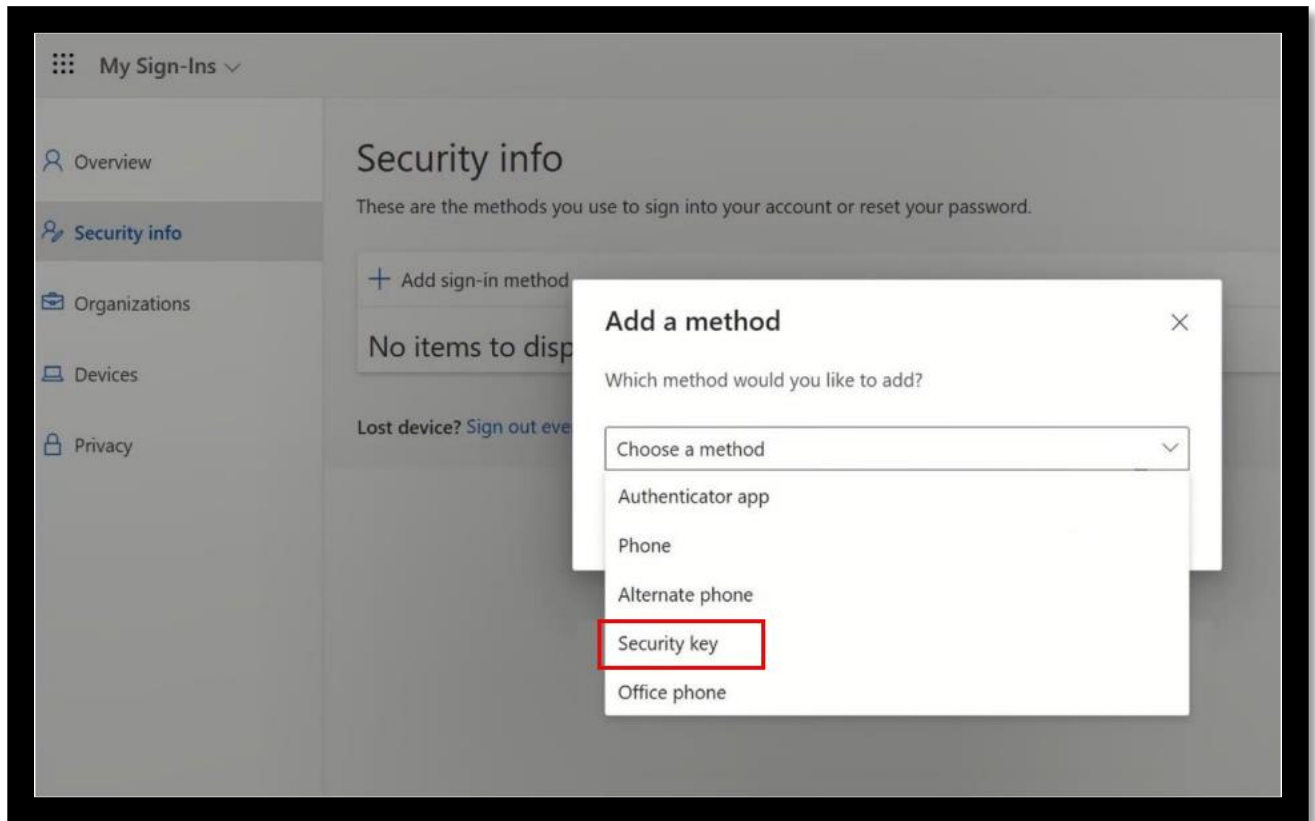 My Sign-Ins
Overview
Security info
Organizations
Devices
Privacy
Security info
These are the methods you use to sign into your account or reset your password.
Add sign-in method
No items to disp
Lost device? Sign out eve
Add a method
Which method would you like to add?
Choose a method
Authenticator app
Phone
Alternate phone
Security key
Office phone